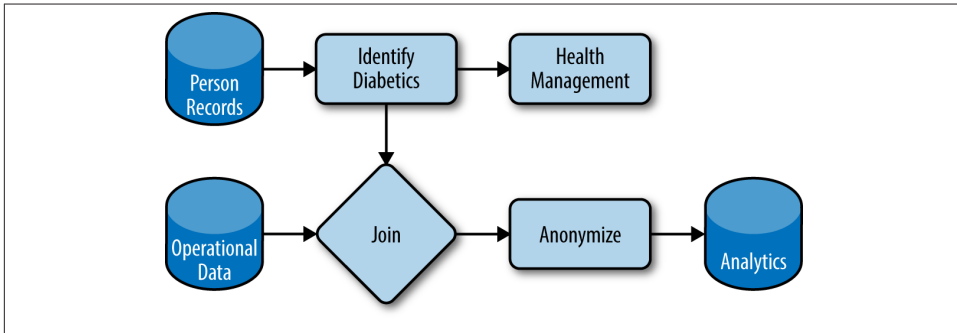 Person
Records
Identify
Diabetics
Health
Management
Operational
Data
Join
Anonymize
Analytics